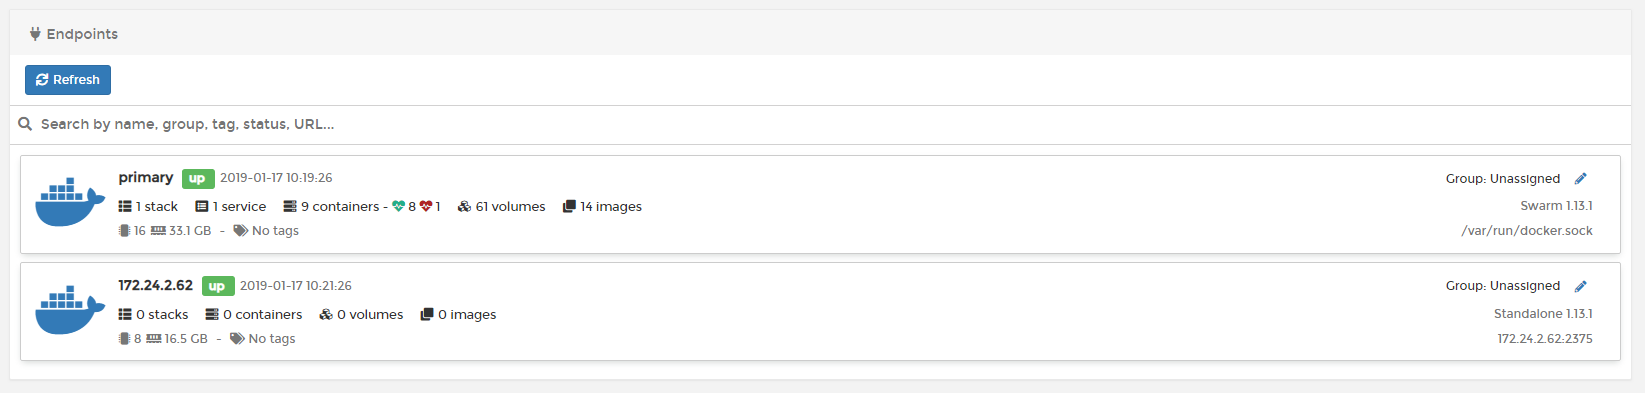 Endpoints
Refresh
Search by name, group, tag, status, URL...
primary up 2019-01-17 10:19:26 Group: Unassigned
1 stack 1 service 9 containers - 8 1 61 volumes 14 images Swarm 1.13.1
16 33.1 GB - No tags /var/run/docker.sock
172.24.2.62 up 2019-01-17 10:21:26 Group: Unassigned
0 stacks 0 containers 0 volumes 0 images Standalone 1.13.1
8 16.5 GB - No tags 172.24.2.62:2375